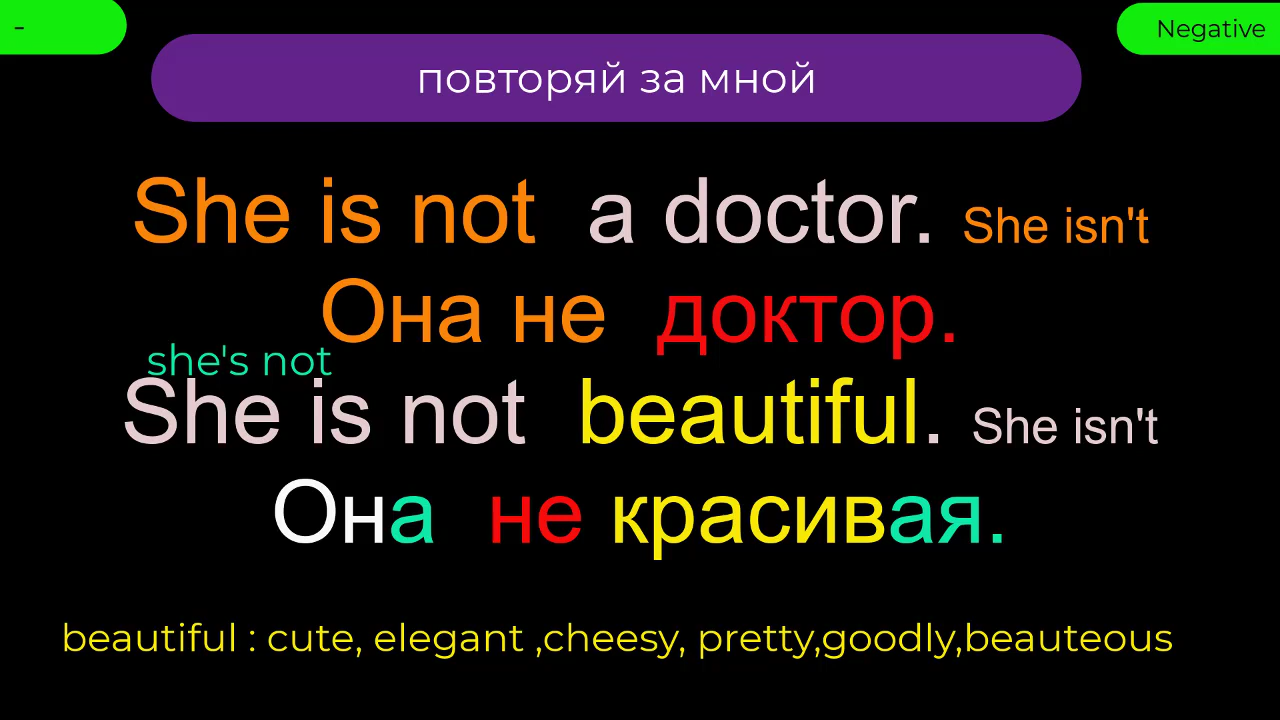 -
Negative
повторяй за мной
She is not a doctor. She isn't
Она не доктор.
she's not
She is not beautiful. She isn't
Она не красивая.
beautiful : cute, elegant ,cheesy, pretty,goodly,beauteous